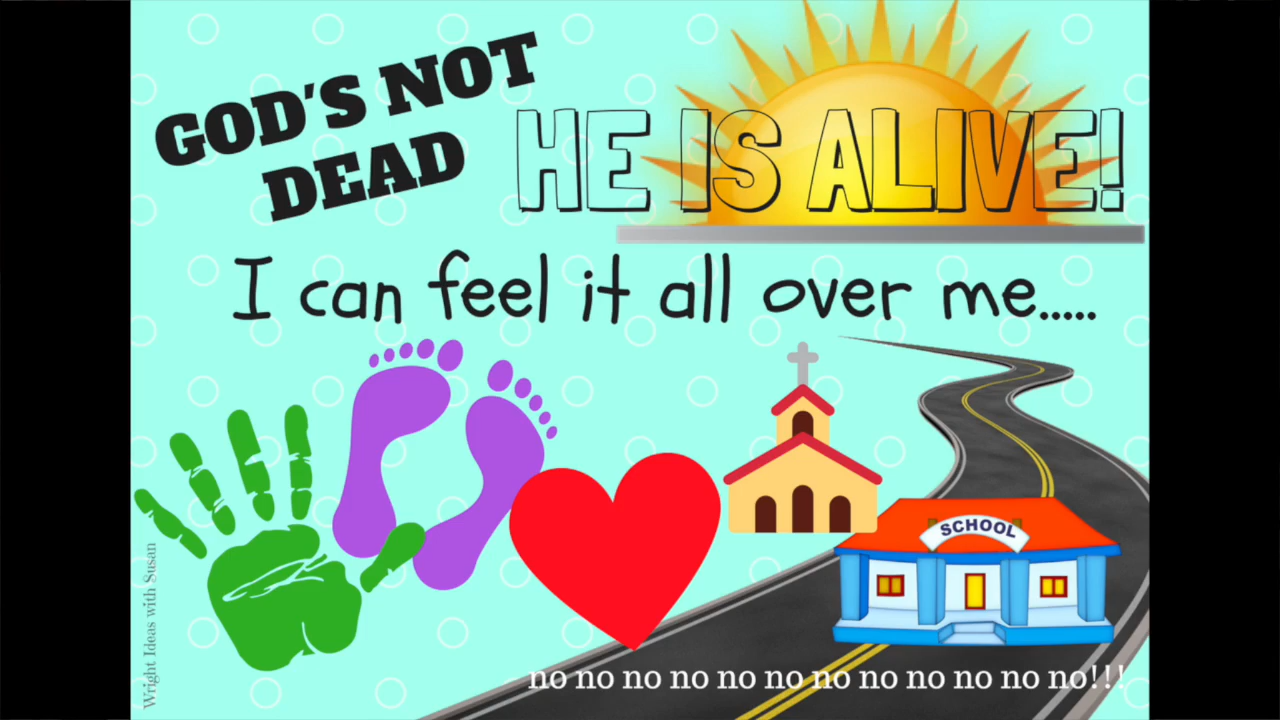 GOD'S NOT
DEAD
HE IS ALIVE!
I can feel it all over me.....
SCHOOL
no no no no no no no no no no no no!!!
Wright Ideas with Susan